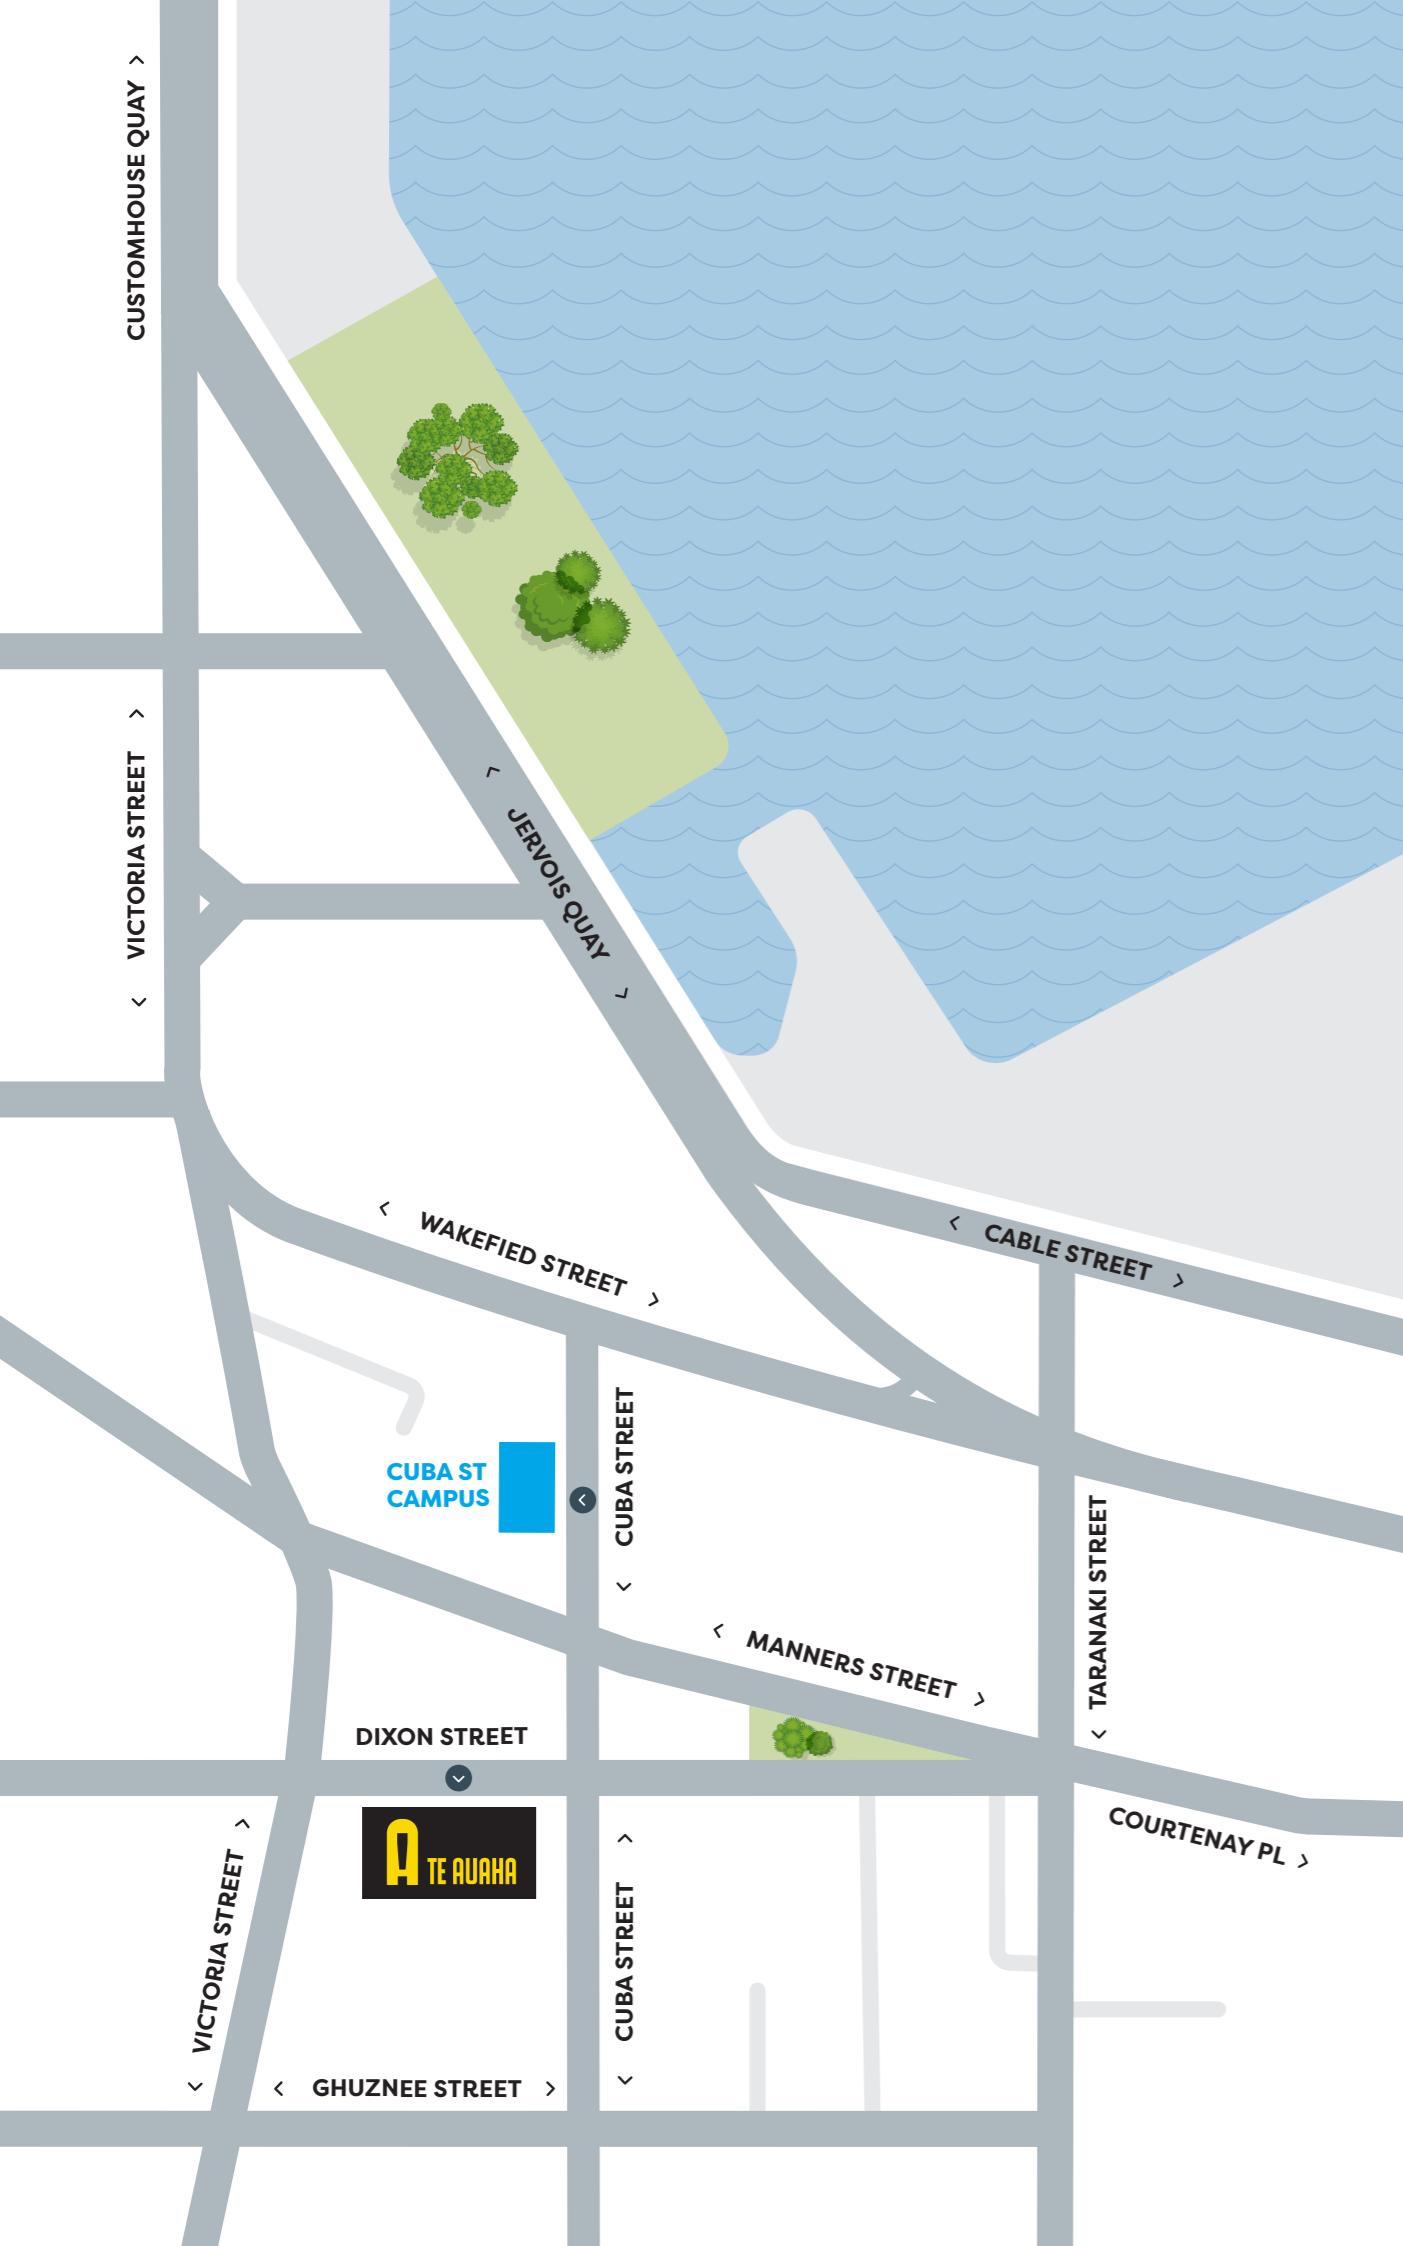 CUSTOMHOUSE QUAY
VICTORIA STREET
JERVOIS QUAY
WAKEFIED STREET
CABLE STREET
CUBA STREET
CUBA ST
CAMPUS
TARANAKI STREET
MANNERS STREET
DIXON STREET
COURTENAY PL
A TE AUAHA
VICTORIA STREET
CUBA STREET
GHUZNEE STREET